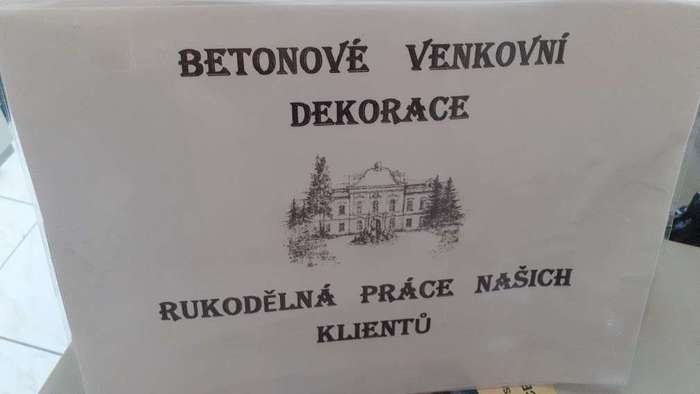 BETONOVÉ VENKOVNÍ
DEKORACE
RUKODĚLNÁ PRÁCE NAŠICH
KLIENTŮ